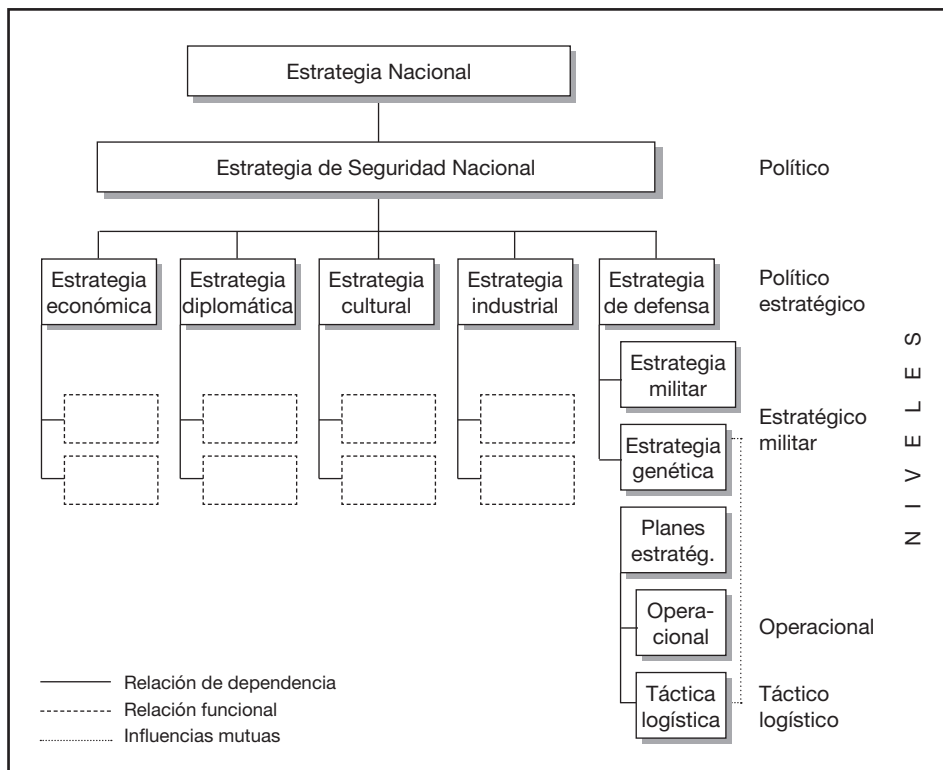 Estrategia Nacional
Estrategia de Seguridad Nacional
Político
Estrategia
económica
Estrategia
diplomática
Estrategia
cultural
Estrategia
industrial
Estrategia
de defensa
Político
estratégico
Estrategia
militar
Estratégico
militar
Estrategia
genética
Planes
estratég.
Opera-
cional
Operacional
Táctica
logística
Táctico
logístico
NIVELES
Relación de dependencia
Relación funcional
Influencias mutuas